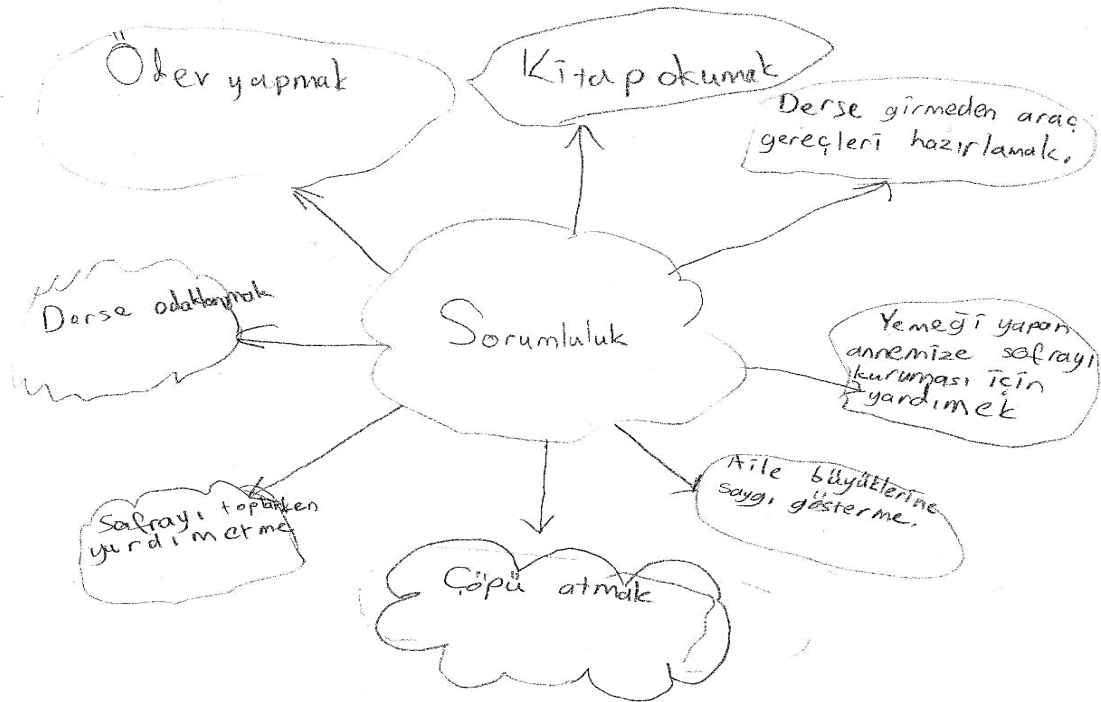 Ödev yapmak
Kitap okumak
Derse girmeden araç
gereçleri hazırlamak.
Derse odaklanmak
Sorumluluk
Yemeği yapan
annemize sofrayı
kurması için
yardımek
Aile büyüklerine
saygı gösterme.
Sofrayı toplarken
yardımetme
Çöpü atmak